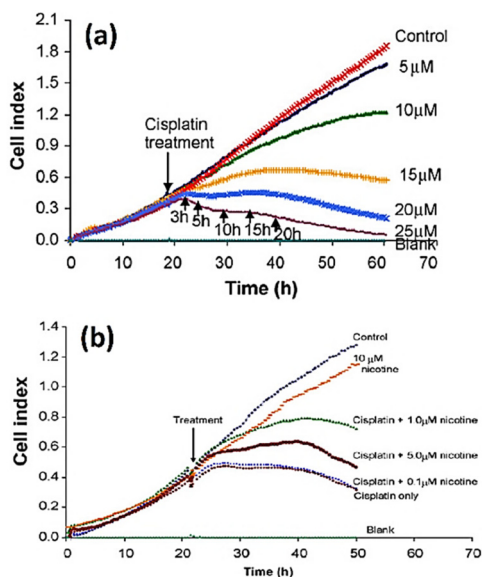 (a)
Cell index
2.1
1.8
1.5
1.2
0.9
0.6
0.3
0.0
Cisplatin
treatment
3h
5h
10h
15h
20h
Control
5 µM
10µM
15µM
20µM
25µM
Blank
0 10 20 30 40 50 60 70
Time (h)
(b)
Cell index
1.4
1.2
1.0
0.8
0.6
0.4
0.2
0.0
Treatment
Control
10 µM
nicotine
Cisplatin + 1.0µM nicotine
Cisplatin + 5.0µM nicotine
Cisplatin + 0.1µM nicotine
Cisplatin only
Blank
0 10 20 30 40 50 60 70
Time (h)